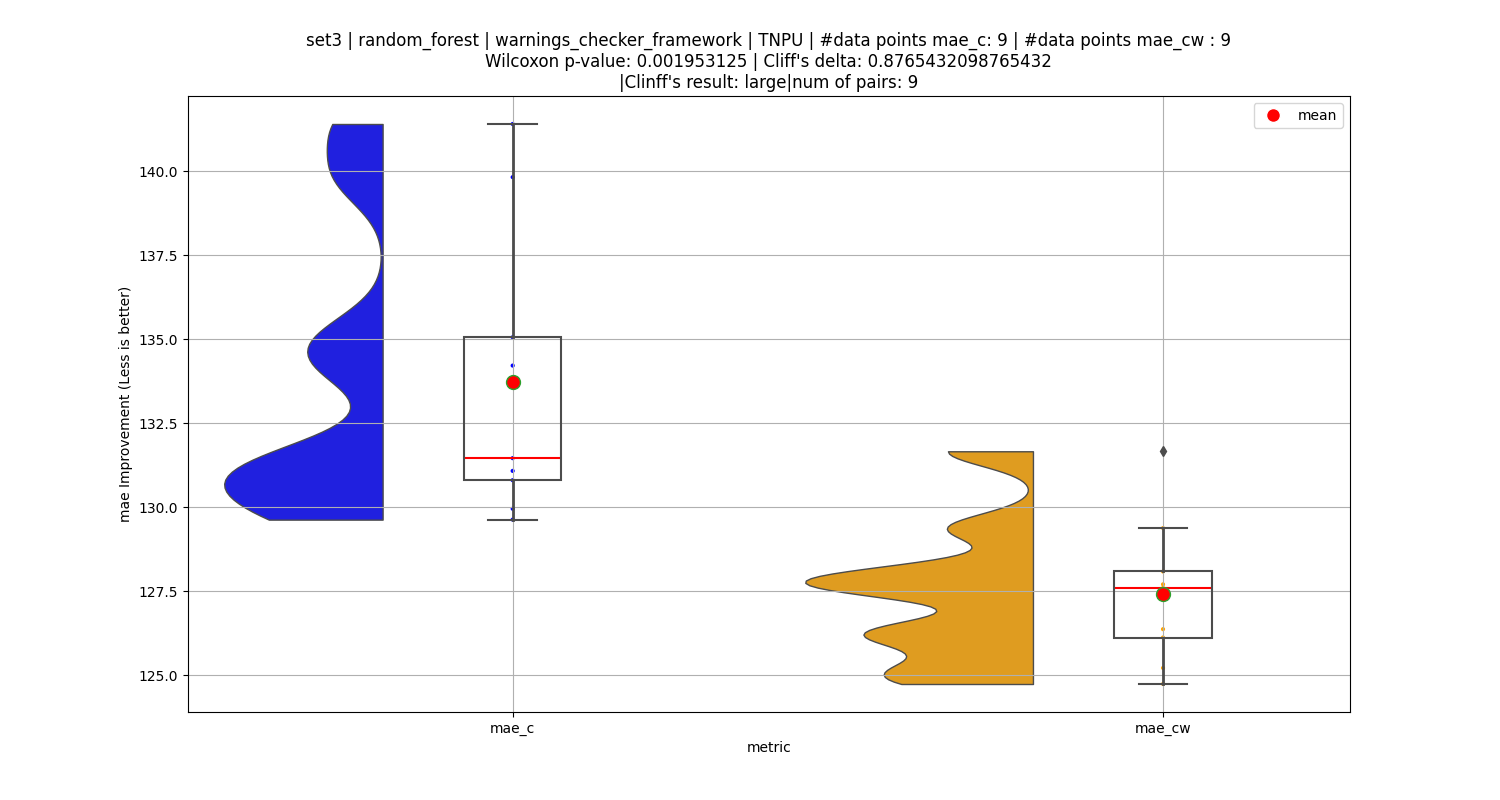 set3 | random_forest | warnings_checker_framework | TNPU | #data points mae_c: 9 | #data points mae_cw : 9
Wilcoxon p-value: 0.001953125 | Cliff's delta: 0.8765432098765432
|Clinff's result: large|num of pairs: 9
mean
140.0
137.5
135.0
132.5
130.0
127.5
125.0
mae Improvement (Less is better)
mae_c
mae_cw
metric